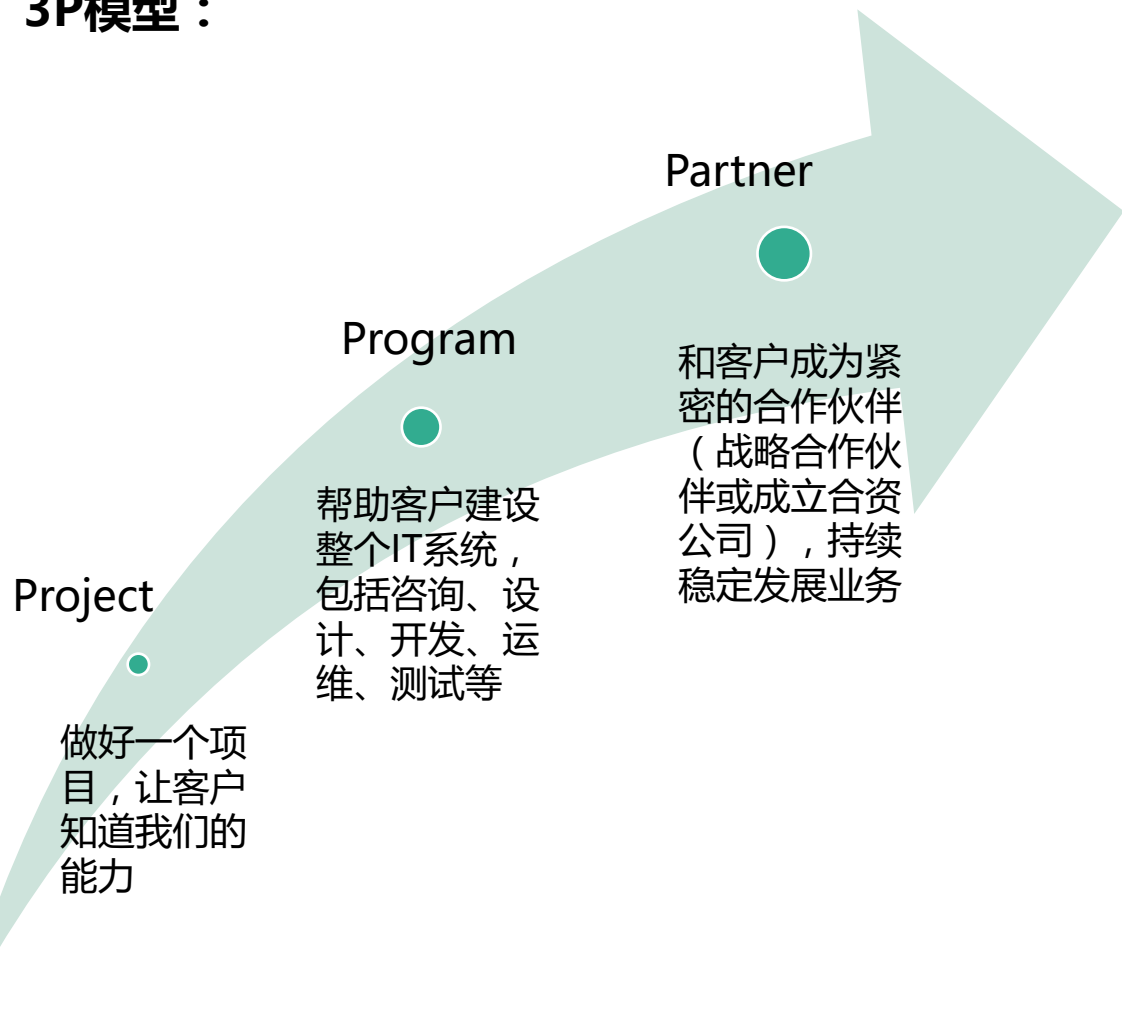 3P模型：
Partner
和客户成为紧
密的合作伙伴
（战略合作伙
伴或成立合资
公司），持续
稳定发展业务
Program
帮助客户建设
整个IT系统，
包括咨询、设
计、开发、运
维、测试等
Project
做好一个项
目，让客户
知道我们的
能力